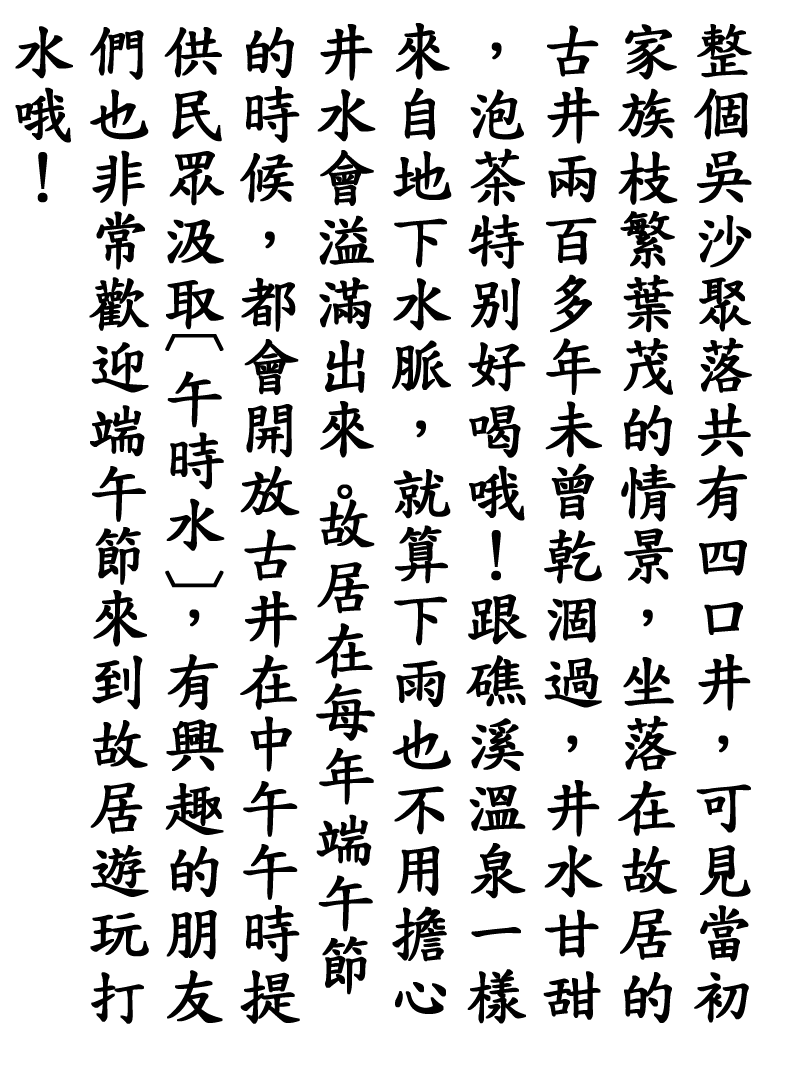 整個吳沙聚落共有四口井，可見當初
家族枝繁葉茂的情景，坐落在故居的
古井兩百多年未曾乾涸過，井水甘甜
，泡茶特別好喝哦！跟礁溪溫泉一樣
來自地下水脈，就算下雨也不用擔心
井水會溢滿出來。故居在每年端午節
的時候，都會開放古井在中午午時提
供民眾汲取〔午時水〕，有興趣的朋友
們也非常歡迎端午節來到故居遊玩打
水哦！